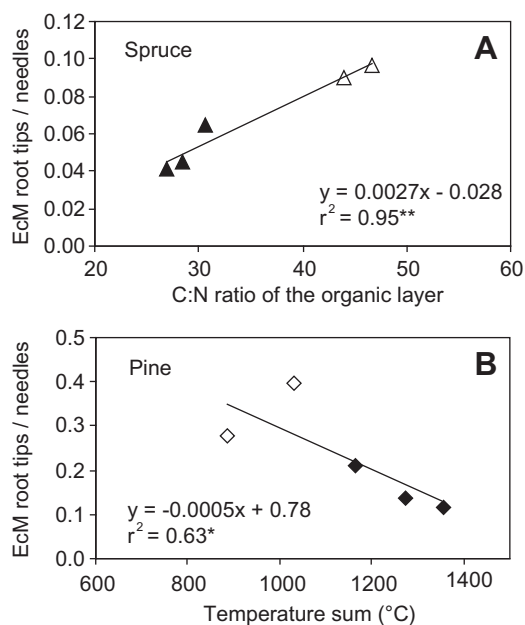 0.12
Spruce
A
0.10
0.08
0.06
0.04
0.02
0.00
EcM root tips / needles
y = 0.0027x - 0.028
r² = 0.95**
20 30 40 50 60
C:N ratio of the organic layer
0.5
Pine
B
0.4
0.3
0.2
0.1
0.0
EcM root tips / needles
y = -0.0005x + 0.78
r² = 0.63*
600 800 1000 1200 1400
Temperature sum (°C)